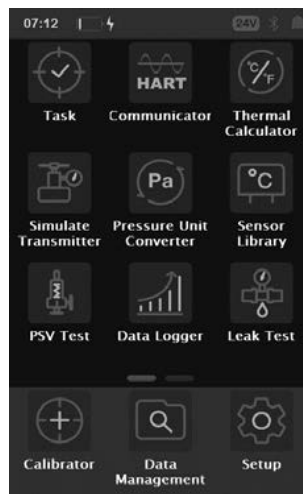 07:12
24V
Task
HART
Communicator
°C/°F
Thermal
Calculator
Simulate
Transmitter
Pa
Pressure Unit
Converter
°C
Sensor
Library
PSV Test
Data Logger
Leak Test
Calibrator
Data
Management
Setup